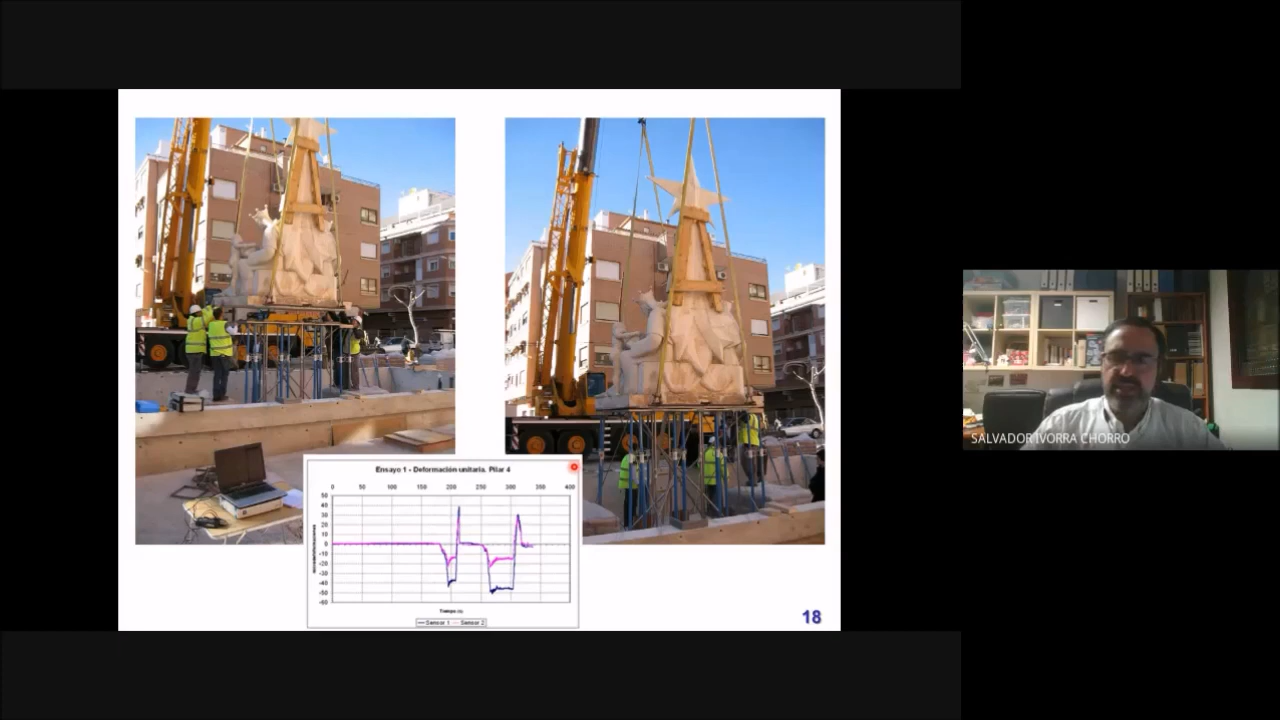 Ensayo 1 - Deformación unitaria. Pilar 4
0 50 100 150 200 250 300 350 400
50
40
30
20
10
0
-10
-20
-30
-40
-50
-60
Tiempo (s)
Sensor 1 Sensor 2
18
SALVADOR IVORRA CHORRO